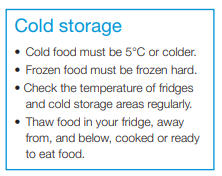 Cold storage
• Cold food must be 5°C or colder.
• Frozen food must be frozen hard.
• Check the temperature of fridges
and cold storage areas regularly.
• Thaw food in your fridge, away
from, and below, cooked or ready
to eat food.